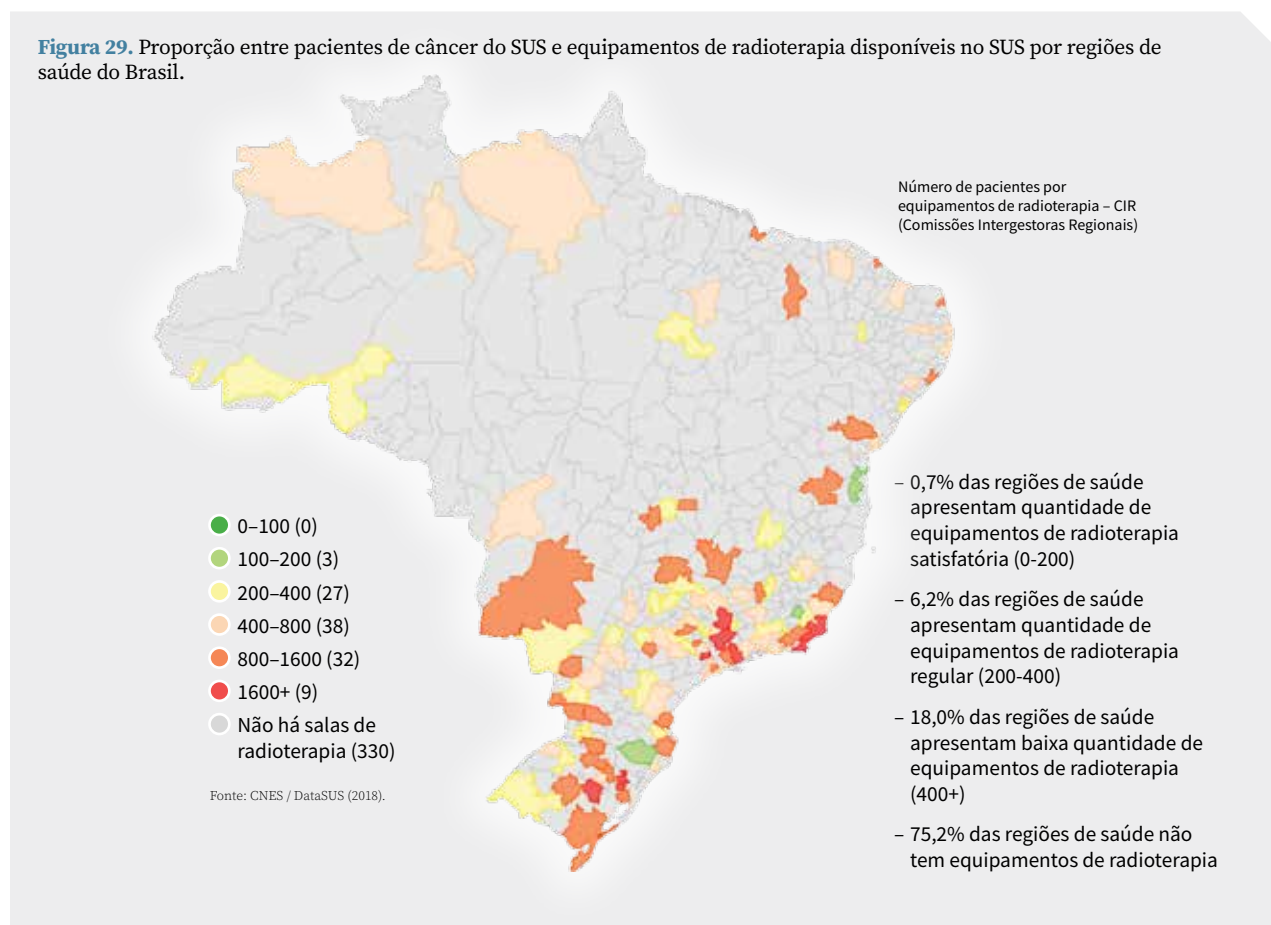 Figura 29. Proporção entre pacientes de câncer do SUS e equipamentos de radioterapia disponíveis no SUS por regiões de
saúde do Brasil.
Número de pacientes por
equipamentos de radioterapia – CIR
(Comissões Intergestoras Regionais)
0–100 (0)
100–200 (3)
200–400 (27)
400–800 (38)
800–1600 (32)
1600+ (9)
Não há salas de
radioterapia (330)
Fonte: CNES / DataSUS (2018).
– 0,7% das regiões de saúde
apresentam quantidade de
equipamentos de radioterapia
satisfatória (0-200)
– 6,2% das regiões de saúde
apresentam quantidade de
equipamentos de radioterapia
regular (200-400)
– 18,0% das regiões de saúde
apresentam baixa quantidade de
equipamentos de radioterapia
(400+)
– 75,2% das regiões de saúde não
tem equipamentos de radioterapia